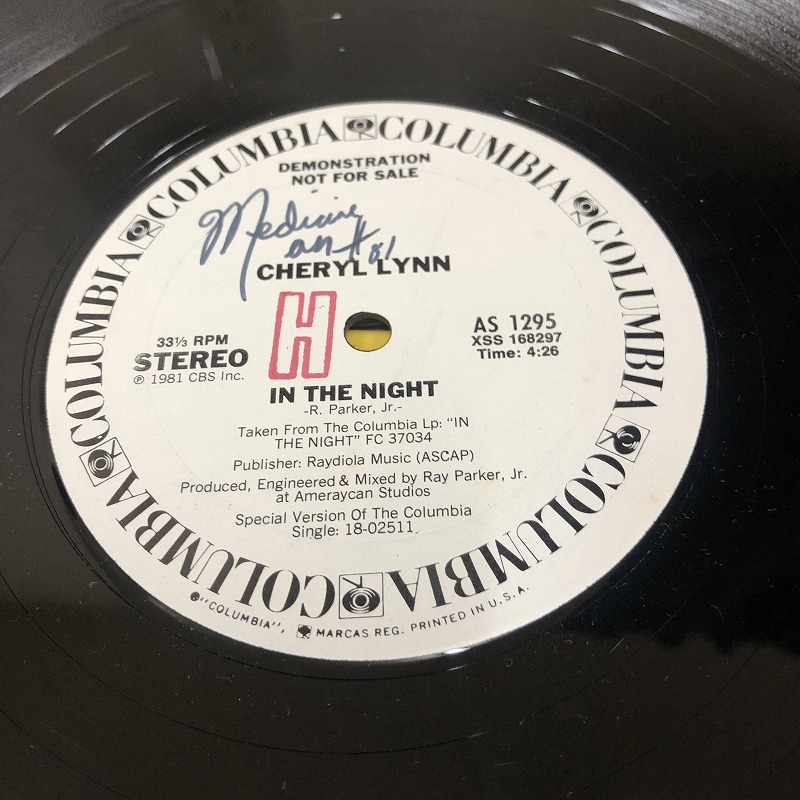 COLUMBIA COLUMBIA COLUMBIA COLUMBIA COLUMBIA COLUMBIA COLUMBIA
DEMONSTRATION
NOT FOR SALE
Medicine
on #81
CHERYL LYNN
H
33⅓ RPM
STEREO
℗ 1981 CBS Inc.
AS 1295
XSS 168297
Time: 4:26
IN THE NIGHT
-R. Parker, Jr.-
Taken From The Columbia Lp: “IN
THE NIGHT” FC 37034
Publisher: Raydiola Music (ASCAP)
Produced, Engineered & Mixed by Ray Parker, Jr.
at Ameraycan Studios
Special Version Of The Columbia
Single: 18-02511
"COLUMBIA", MARCAS REG. PRINTED IN U.S.A.